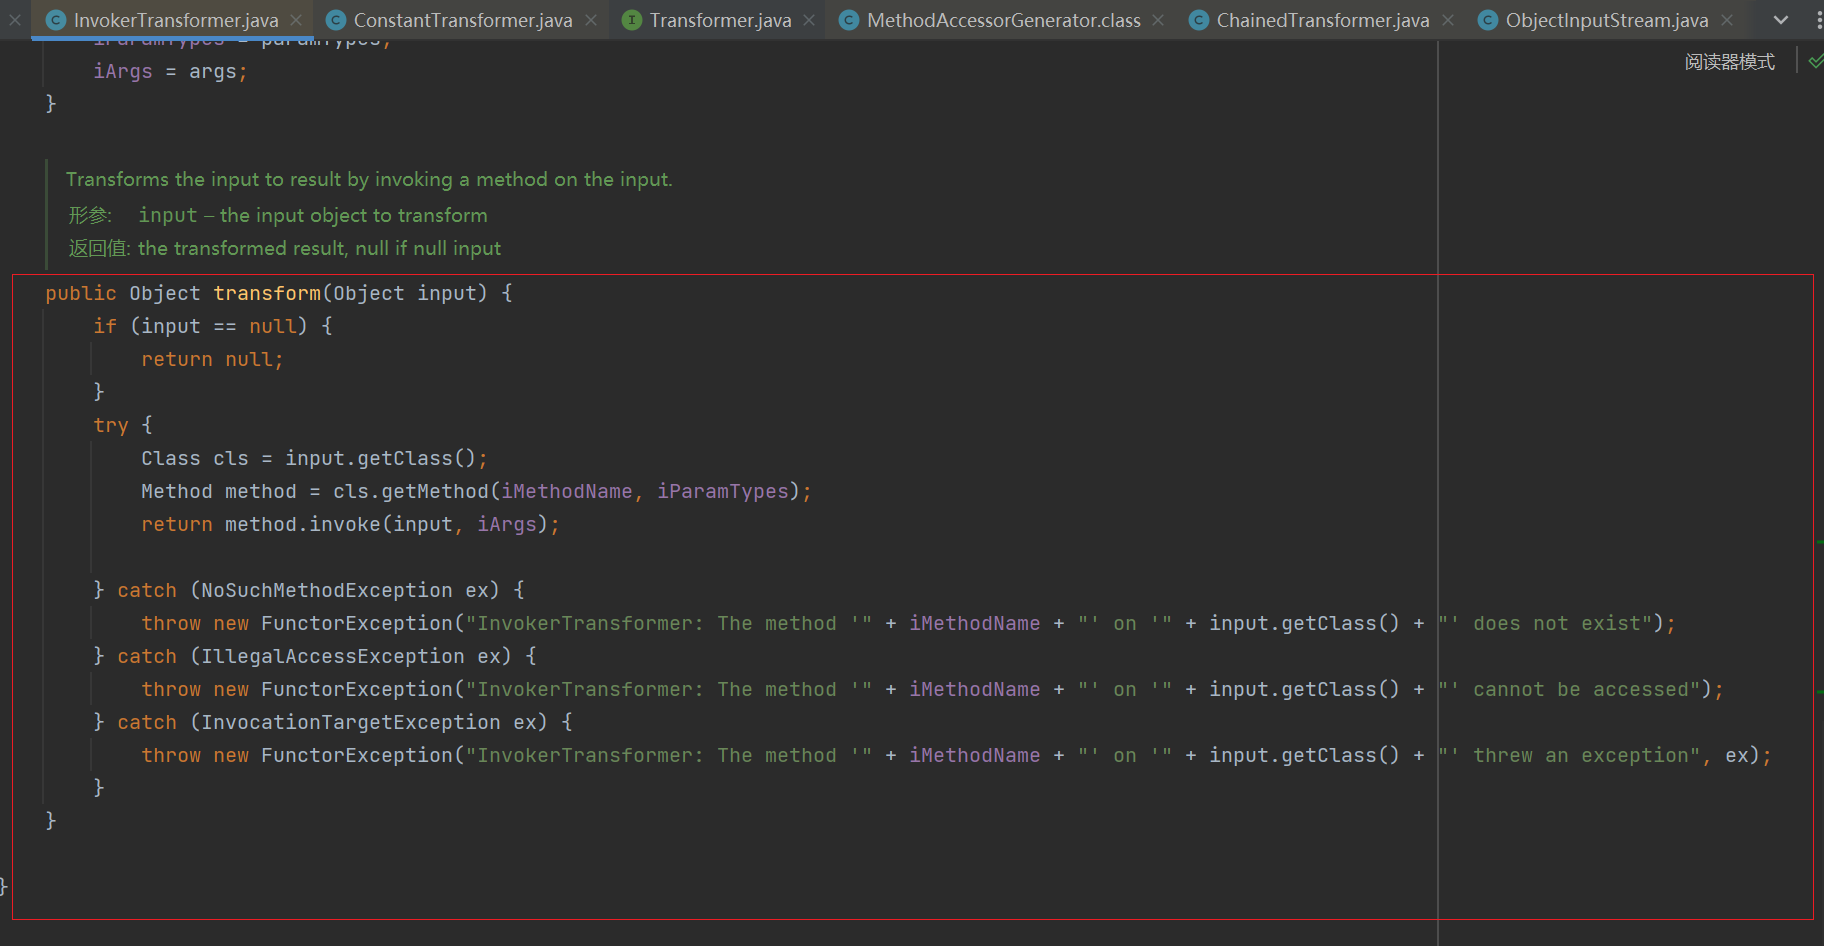 InvokerTransformer.java ConstantTransformer.java Transformer.java MethodAccessorGenerator.class ChainedTransformer.java ObjectInputStream.java
iParamTypes = paramTypes;
iArgs = args;
阅读器模式
}
Transforms the input to result by invoking a method on the input.
形参: input – the input object to transform
返回值: the transformed result, null if null input
public Object transform(Object input) {
if (input == null) {
return null;
}
try {
Class cls = input.getClass();
Method method = cls.getMethod(iMethodName, iParamTypes);
return method.invoke(input, iArgs);
} catch (NoSuchMethodException ex) {
throw new FunctorException("InvokerTransformer: The method '" + iMethodName + "' on '" + input.getClass() + "' does not exist");
} catch (IllegalAccessException ex) {
throw new FunctorException("InvokerTransformer: The method '" + iMethodName + "' on '" + input.getClass() + "' cannot be accessed");
} catch (InvocationTargetException ex) {
throw new FunctorException("InvokerTransformer: The method '" + iMethodName + "' on '" + input.getClass() + "' threw an exception", ex);
}
}
}